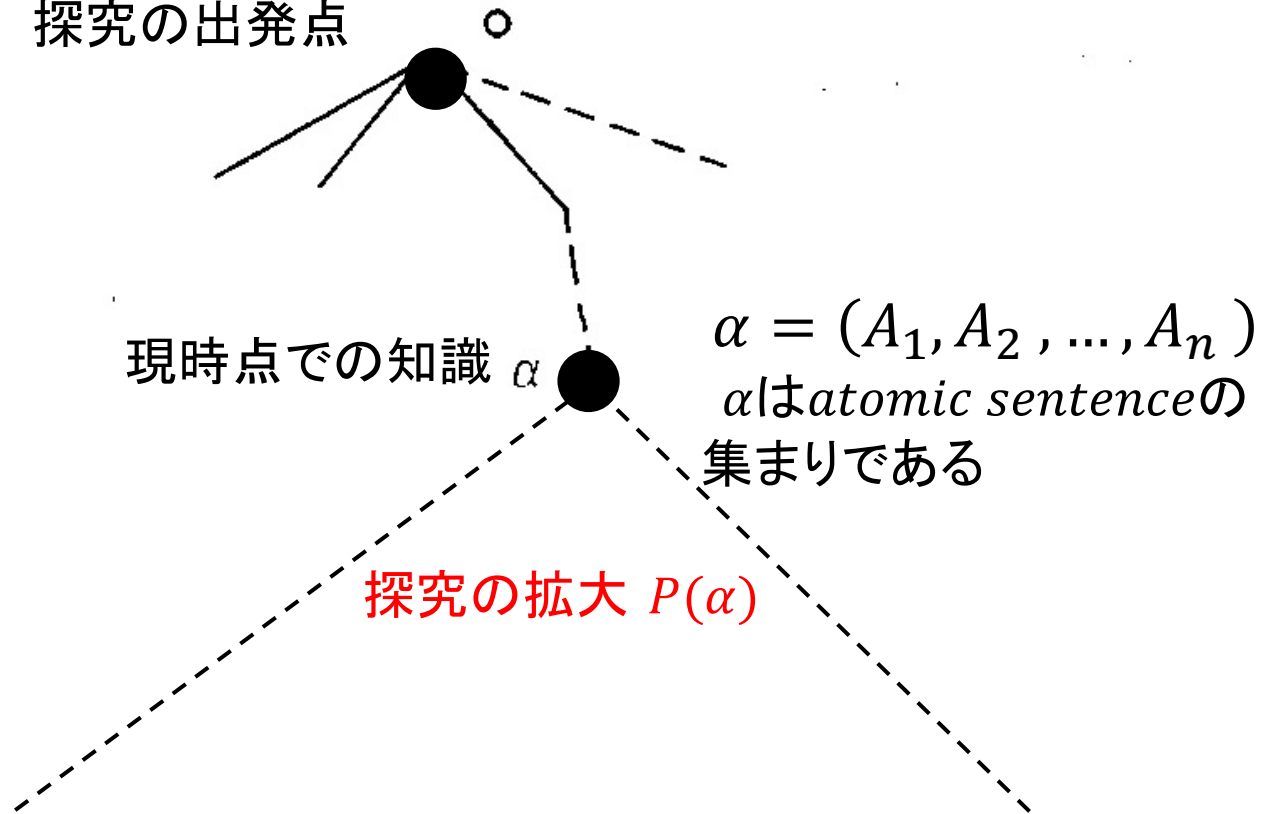 探究の出発点
現時点での知識 α
α = (A₁, A₂ , … , Aₙ )
αはatomic sentenceの
集まりである
探究の拡大 P(α)